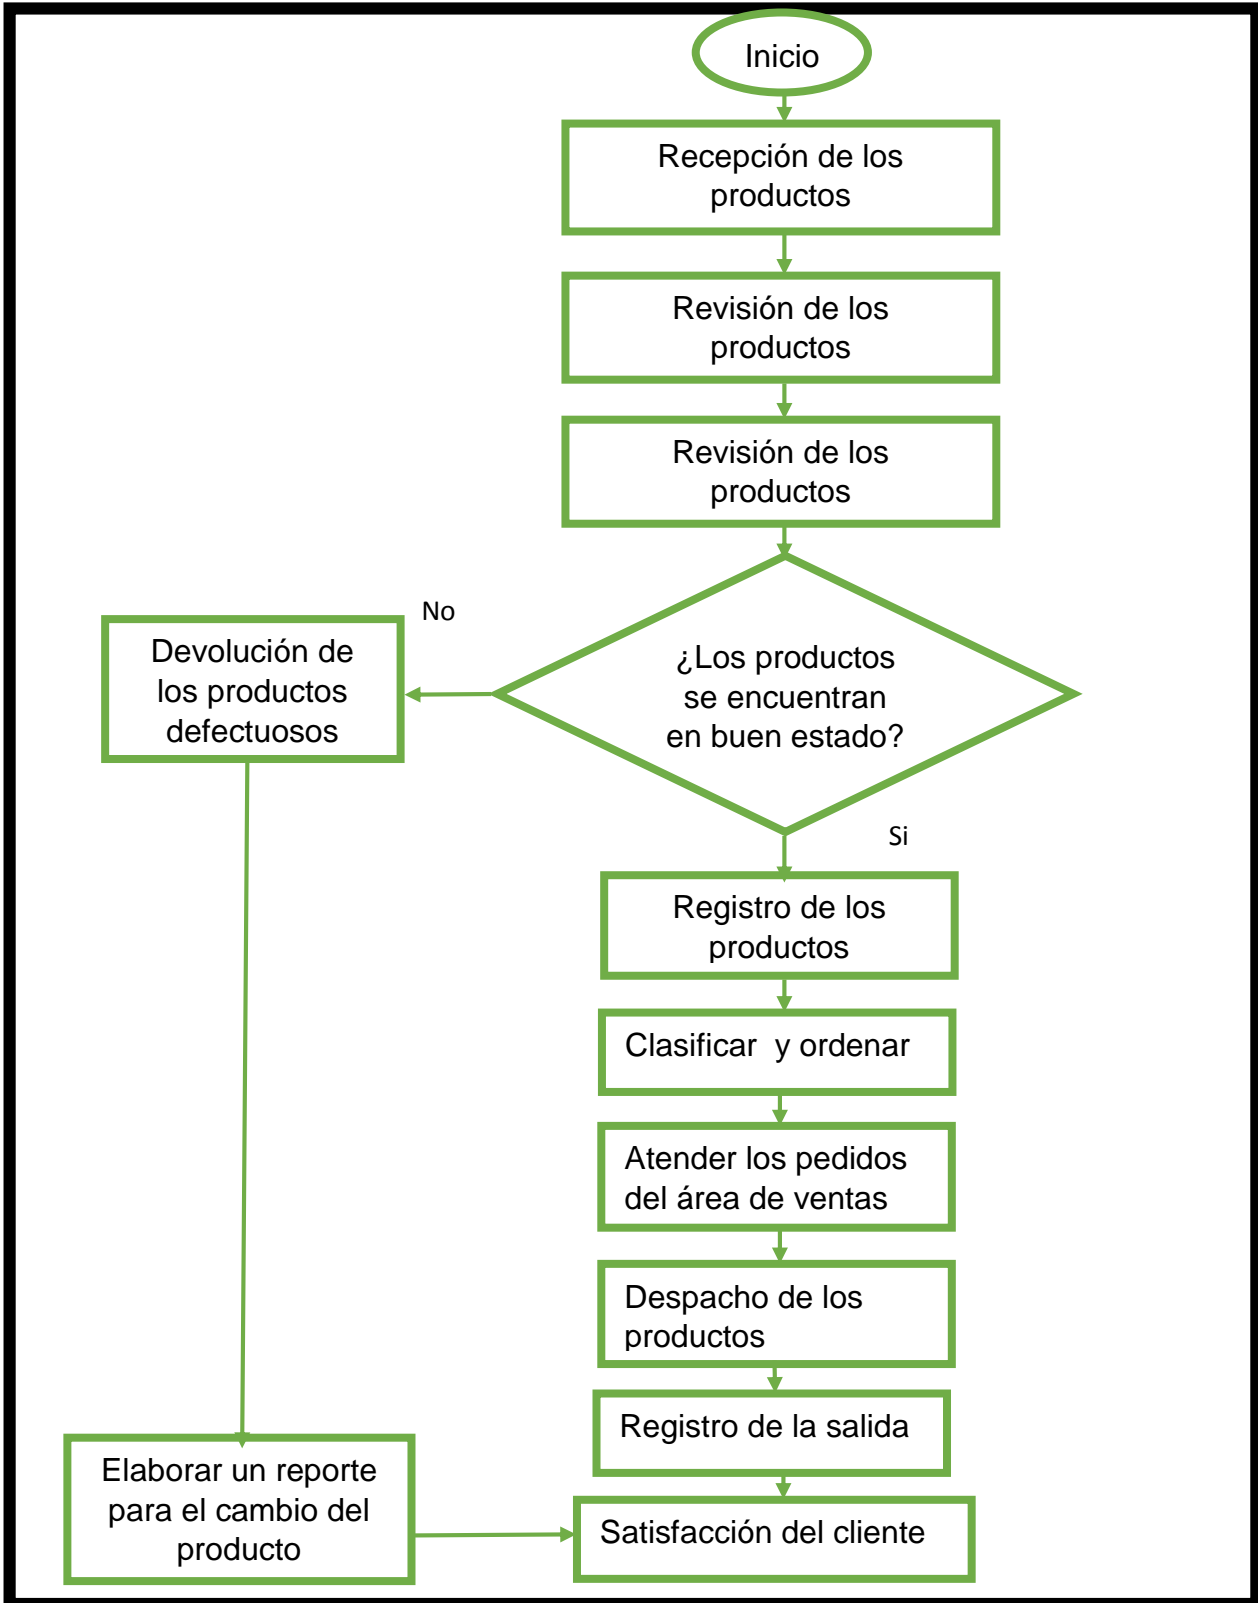 Inicio
Recepción de los
productos
Revisión de los
productos
Revisión de los
productos
No
Devolución de
los productos
defectuosos
¿Los productos
se encuentran
en buen estado?
Si
Registro de los
productos
Clasificar  y ordenar
Atender los pedidos
del área de ventas
Despacho de los
productos
Registro de la salida
Elaborar un reporte
para el cambio del
producto
Satisfacción del cliente